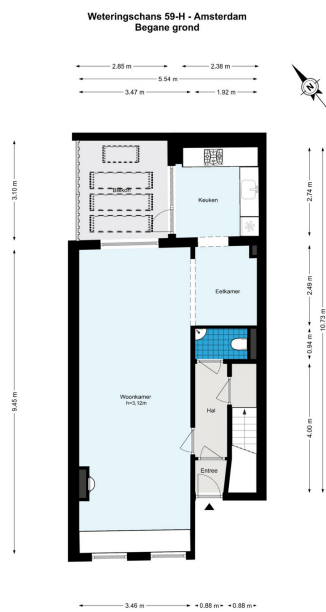 Weteringschans 59-H - Amsterdam
Begane grond
2.85 m
2.38 m
5.54 m
3.47 m
1.92 m
N
3.10 m
2.74 m
Balkon
Keuken
2.49 m
Eetkamer
10.73 m
0.94 m
9.45 m
Woonkamer
h=3,12m
Hal
4.00 m
Entree
3.46 m
0.88 m
0.88 m